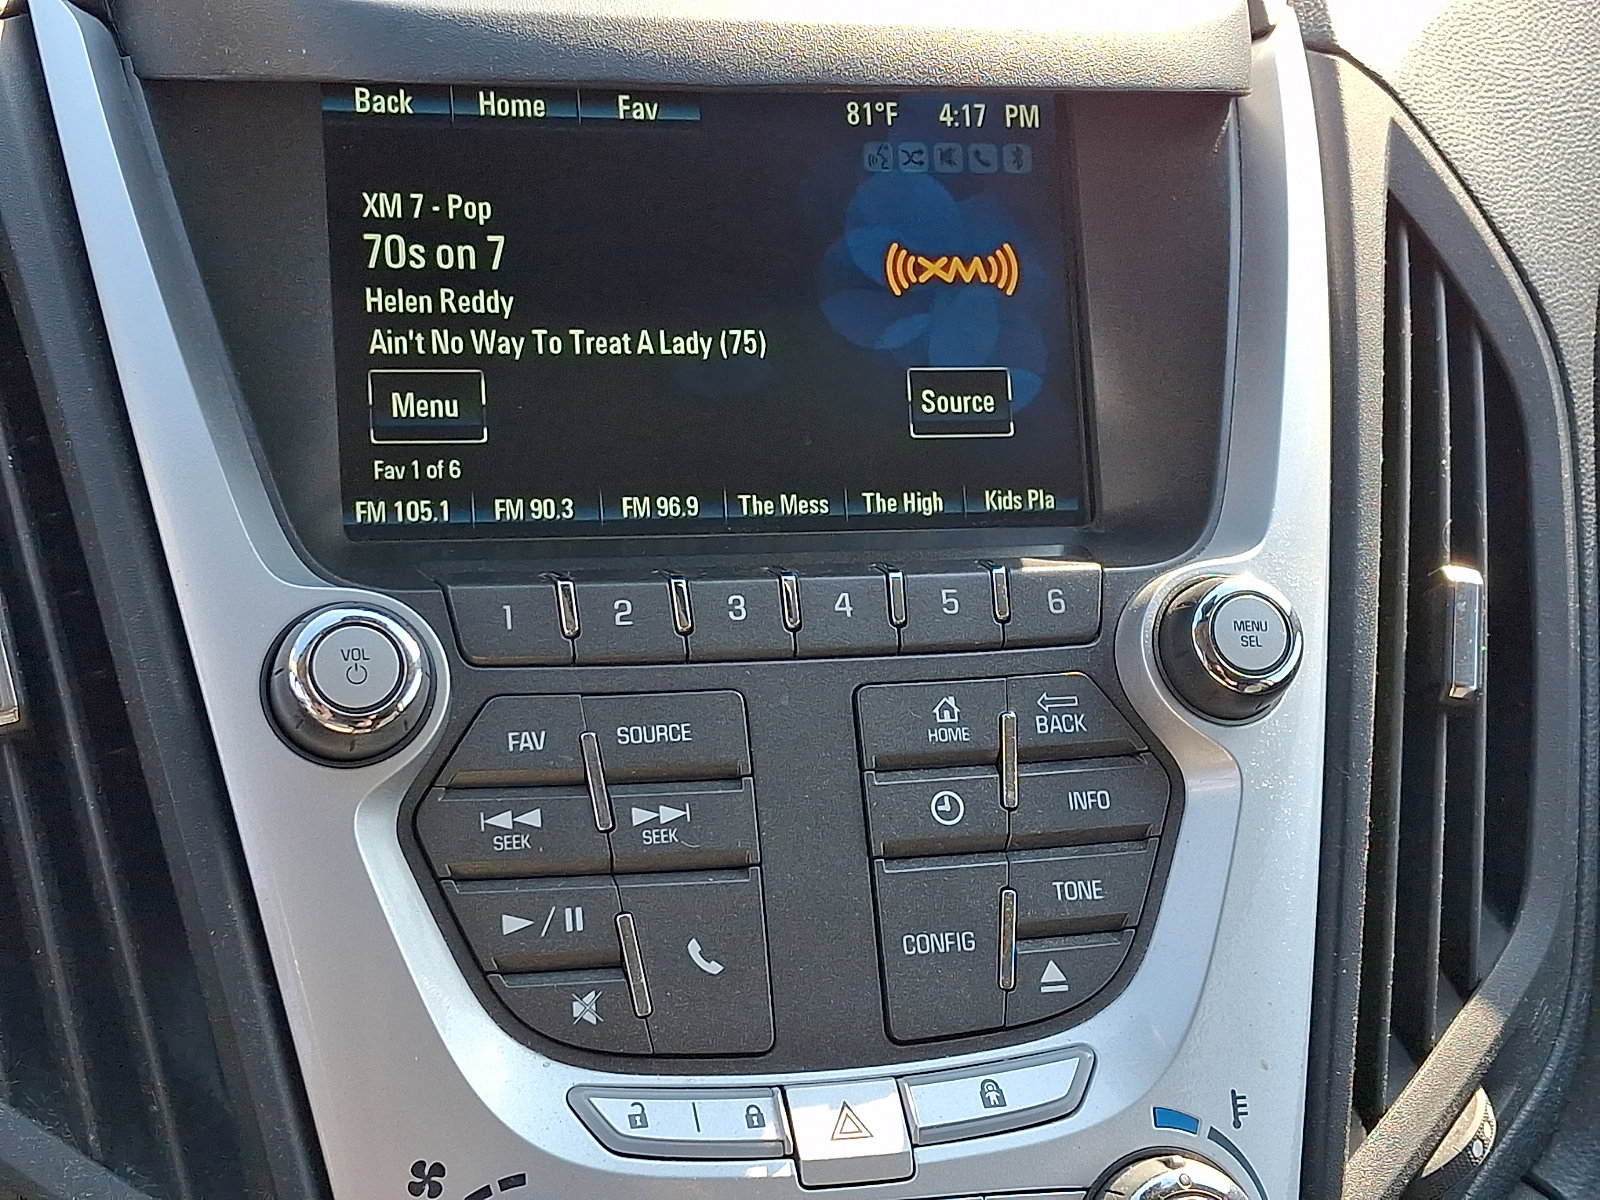 Back Home Fav 81°F 4:17 PM
XM 7 - Pop
70s on 7
XM
Helen Reddy
Ain't No Way To Treat A Lady (75)
Menu Source
Fav 1 of 6
FM 105.1 FM 90.3 FM 96.9 The Mess The High Kids Pla
1 2 3 4 5 6
VOL
MENU
SEL
FAV SOURCE
HOME BACK
SEEK SEEK
INFO
TONE
CONFIG